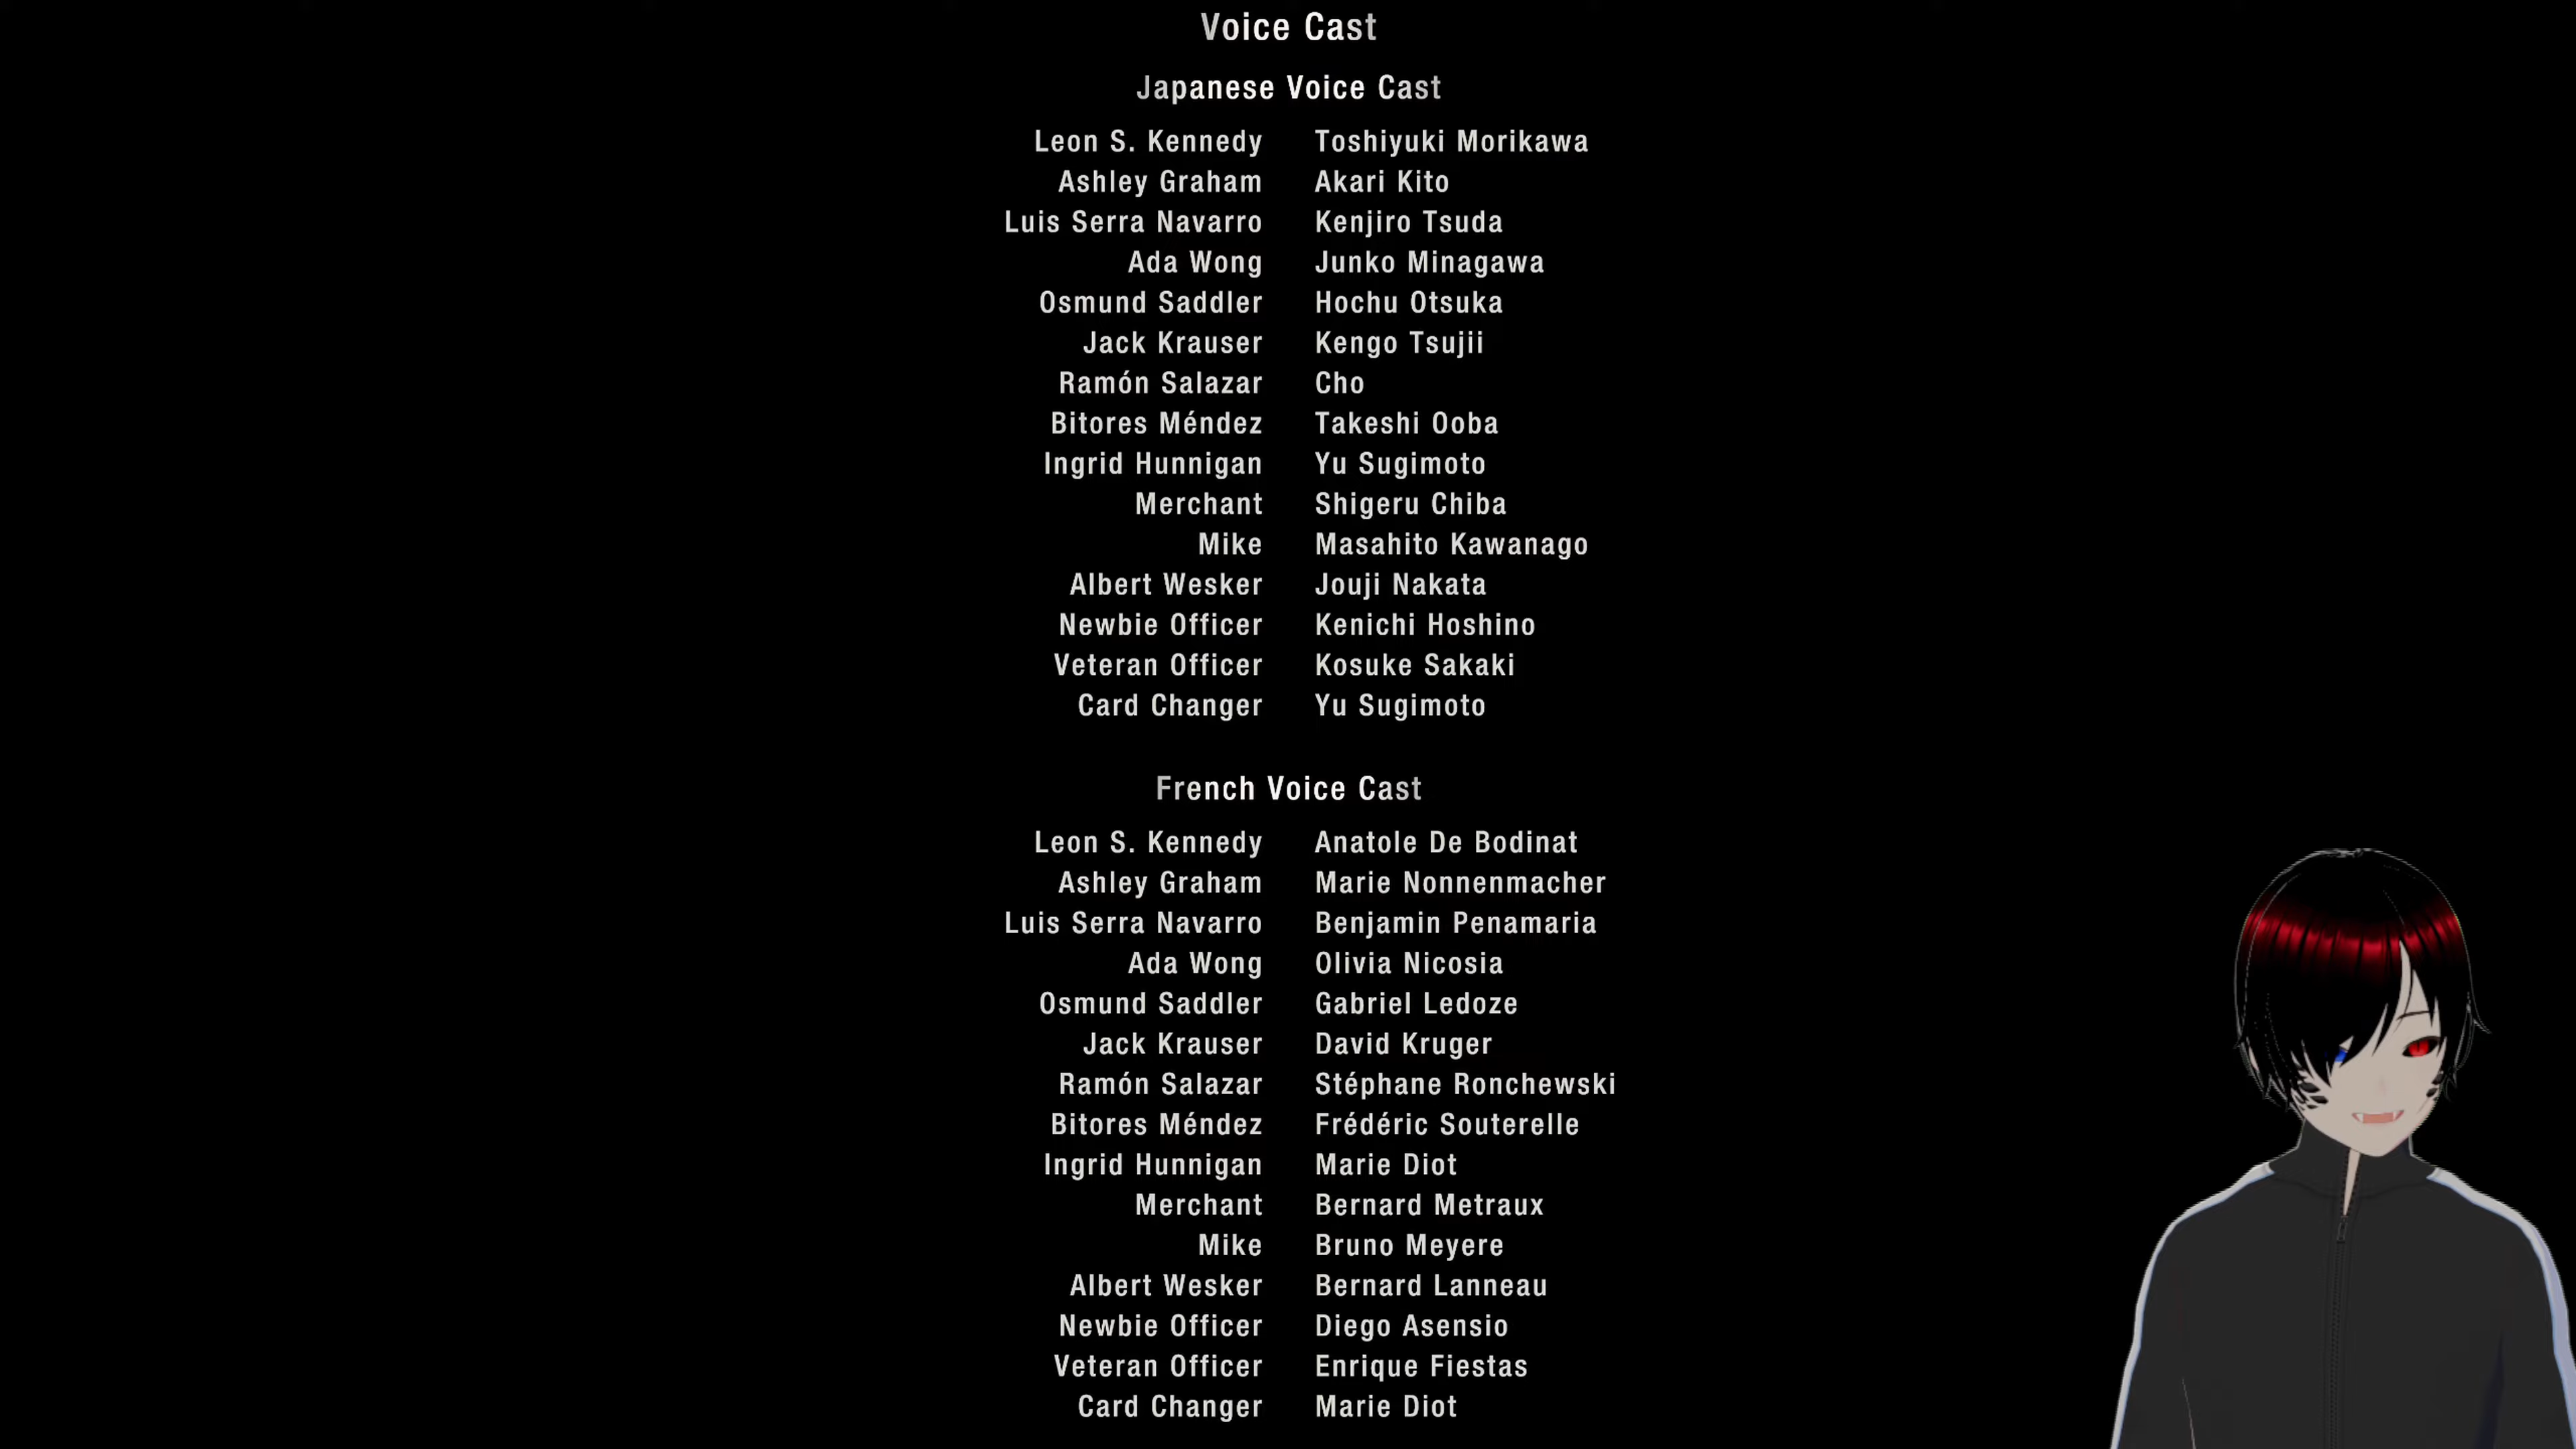 Voice Cast
Japanese Voice Cast
Leon S. Kennedy Toshiyuki Morikawa
Ashley Graham Akari Kito
Luis Serra Navarro Kenjiro Tsuda
Ada Wong Junko Minagawa
Osmund Saddler Hochu Otsuka
Jack Krauser Kengo Tsujii
Ramón Salazar Cho
Bitores Méndez Takeshi Ooba
Ingrid Hunnigan Yu Sugimoto
Merchant Shigeru Chiba
Mike Masahito Kawanago
Albert Wesker Jouji Nakata
Newbie Officer Kenichi Hoshino
Veteran Officer Kosuke Sakaki
Card Changer Yu Sugimoto
French Voice Cast
Leon S. Kennedy Anatole De Bodinat
Ashley Graham Marie Nonnenmacher
Luis Serra Navarro Benjamin Penamaria
Ada Wong Olivia Nicosia
Osmund Saddler Gabriel Ledoze
Jack Krauser David Kruger
Ramón Salazar Stéphane Ronchewski
Bitores Méndez Frédéric Souterelle
Ingrid Hunnigan Marie Diot
Merchant Bernard Metraux
Mike Bruno Meyere
Albert Wesker Bernard Lanneau
Newbie Officer Diego Asensio
Veteran Officer Enrique Fiestas
Card Changer Marie Diot